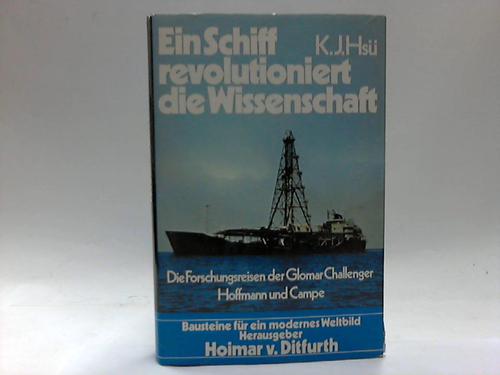 Ein Schiff
K. J. Hsü
revolutioniert
die Wissenschaft
Die Forschungsreisen der Glomar Challenger
Hoffmann und Campe
Bausteine für ein modernes Weltbild
Herausgeber
Hoimar v. Ditfurth